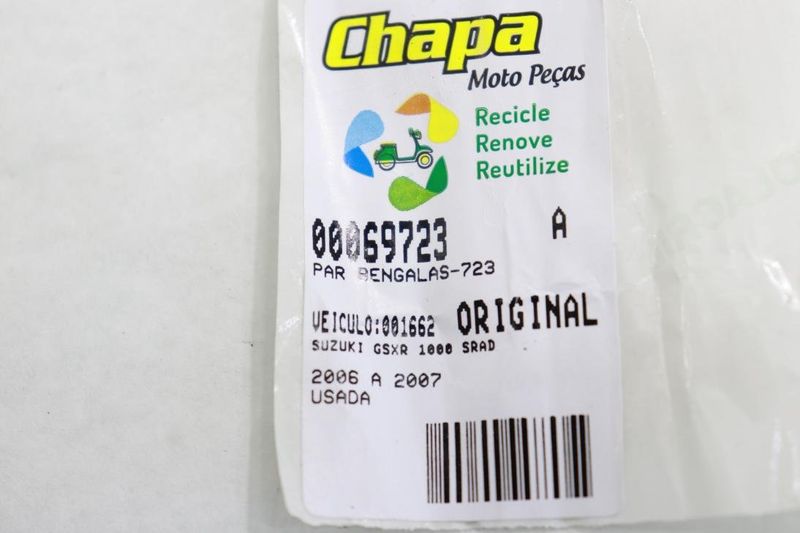 Chapa
Moto Peças
Recicle
Renove
Reutilize
00069723
A
PAR BENGALAS-723
VEICULO:001662 ORIGINAL
SUZUKI GSXR 1000 SRAD
2006 A 2007
USADA